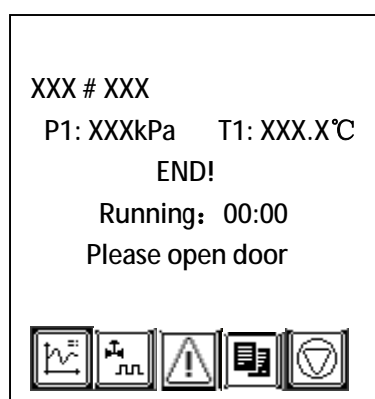 XXX # XXX
P1: XXXkPa T1: XXX.X℃
END!
Running：00:00
Please open door